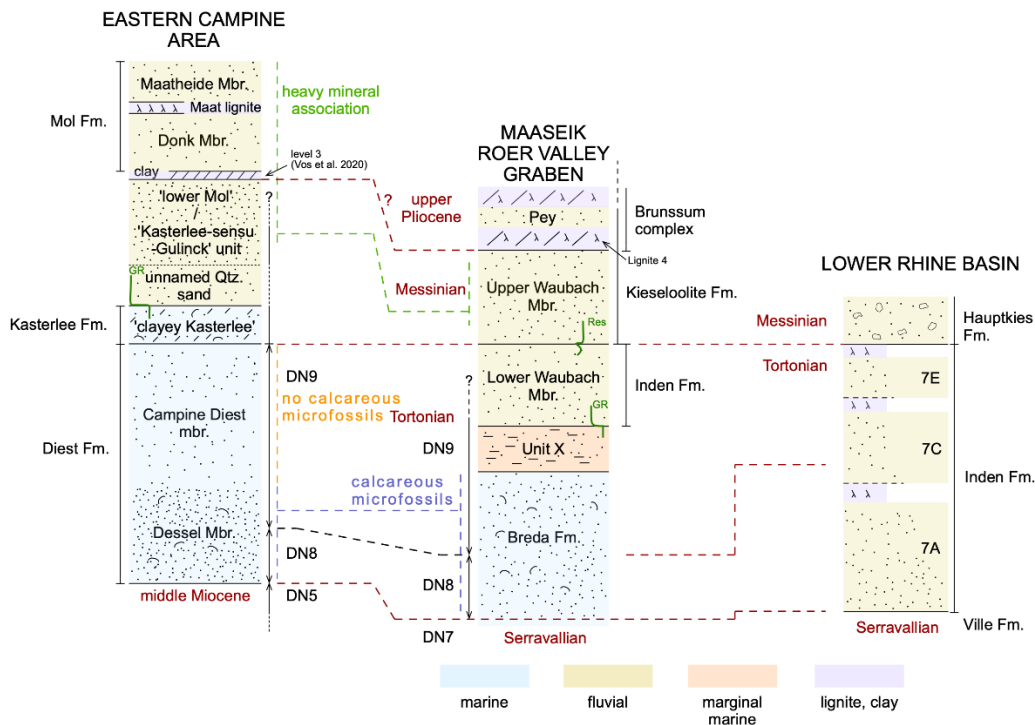 EASTERN CAMPINE
AREA
Mol Fm.
Maatheide Mbr.
Maat lignite
Donk Mbr.
clay
level 3
(Vos et al. 2020)
heavy mineral
association
'lower Mol'
/
'Kasterlee-sensu
-Gulinck' unit
?
GR
unnamed Qtz.
sand
Kasterlee Fm.
'clayey Kasterlee'
Diest Fm.
Campine Diest
mbr.
Dessel Mbr.
middle Miocene
DN9
no calcareous
microfossils
Tortonian
calcareous
microfossils
DN8
DN5
?
upper
Pliocene
Messinian
MAASEIK
ROER VALLEY
GRABEN
Pey
Brunssum
complex
Lignite 4
Upper Waubach
Mbr.
Kieseloolite Fm.
Res
?
Lower Waubach
Mbr.
Inden Fm.
GR
DN9
Unit X
Breda Fm.
DN8
DN7
Serravallian
LOWER RHINE BASIN
Messinian
Hauptkies
Fm.
Tortonian
7E
7C
Inden Fm.
7A
Serravallian
Ville Fm.
marine
fluvial
marginal
marine
lignite, clay